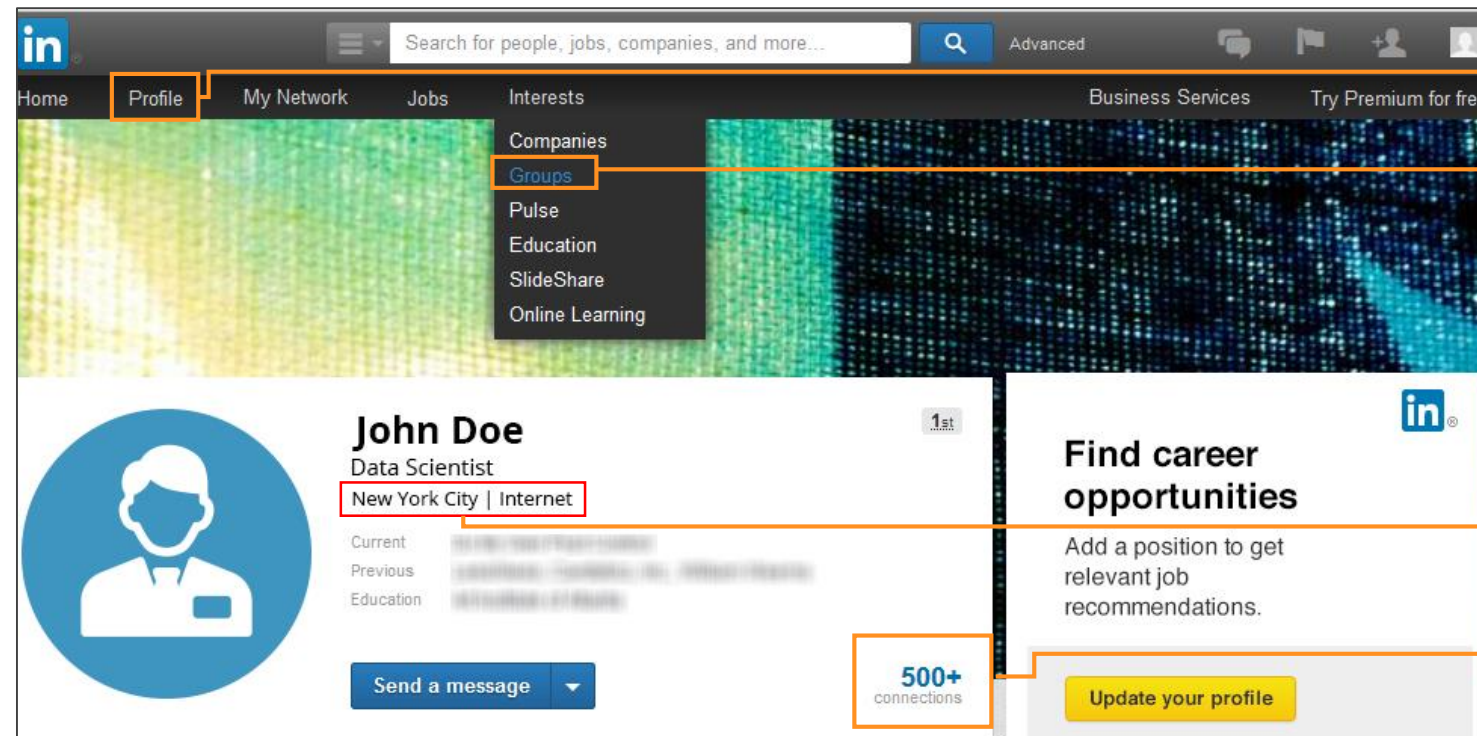 in
Search for people, jobs, companies, and more...
Advanced
Home Profile My Network Jobs Interests Business Services Try Premium for fre
Companies
Groups
Pulse
Education
SlideShare
Online Learning
John Doe
1st
Data Scientist
New York City | Internet
Current
Previous
Education
Send a message
500+
connections
in®
Find career
opportunities
Add a position to get
relevant job
recommendations.
Update your profile